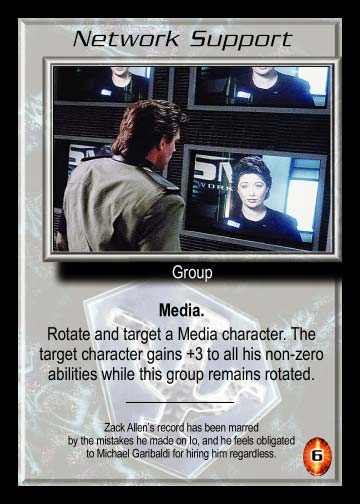 Network Support
WORK
Group
Media.
Rotate and target a Media character. The
target character gains +3 to all his non-zero
abilities while this group remains rotated.
Zack Allen's record has been marred
by the mistakes he made on Io, and he feels obligated
to Michael Garibaldi for hiring him regardless.
6